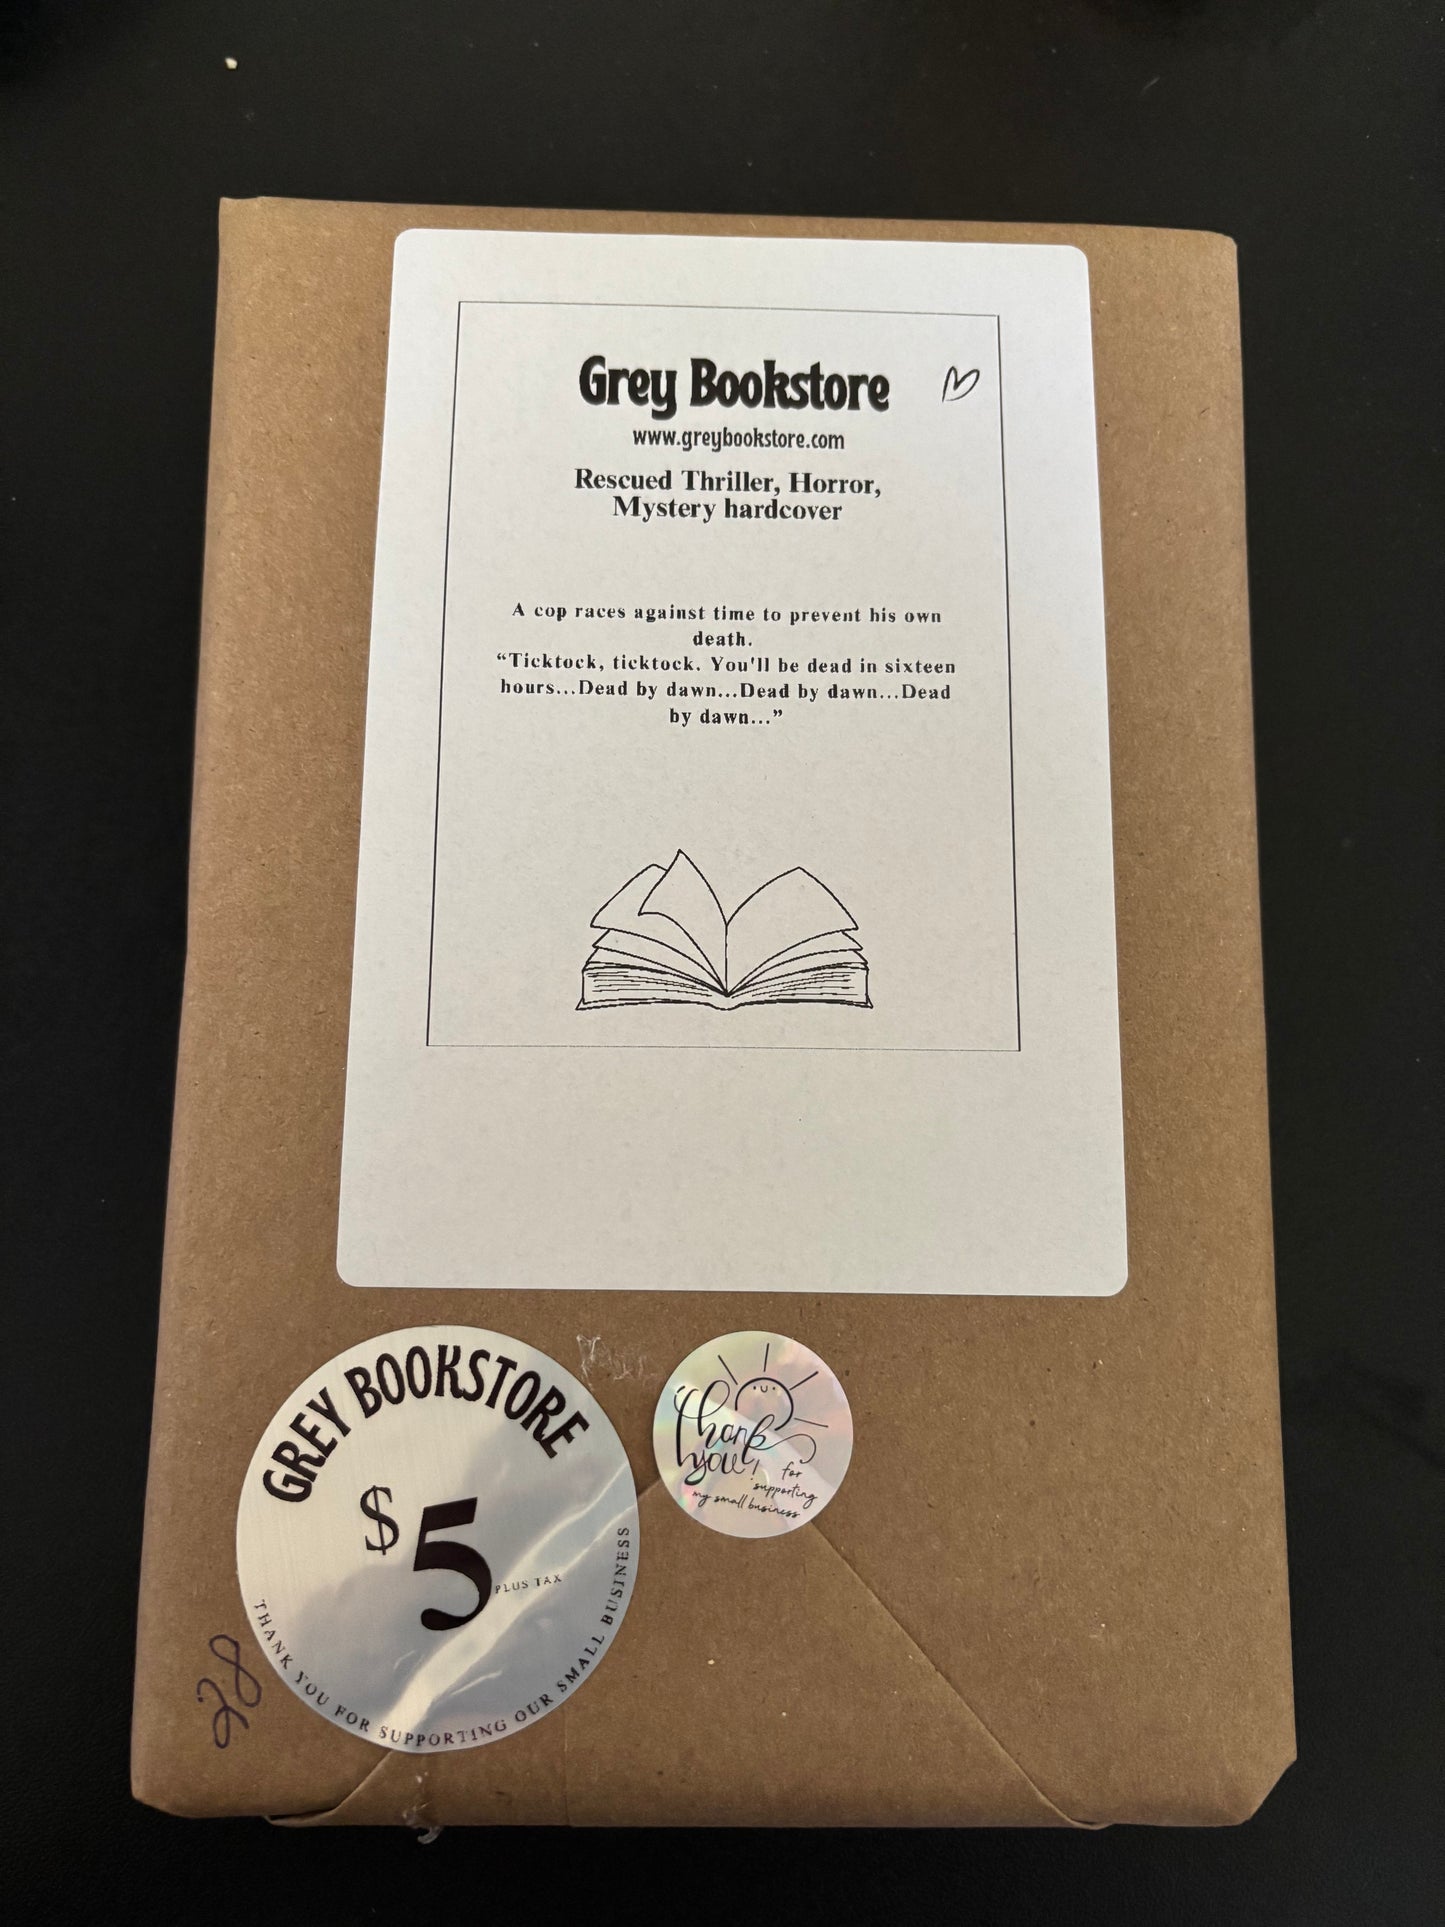 Grey Bookstore
www.greybookstore.com
Rescued Thriller, Horror,
Mystery hardcover
A cop races against time to prevent his own
death.
“Ticktock, ticktock. You'll be dead in sixteen
hours...Dead by dawn...Dead by dawn...Dead
by dawn...”
GREY BOOKSTORE
$5
PLUS TAX
THANK YOU FOR SUPPORTING OUR SMALL BUSINESS
Thank
you!
for
supporting
my small business